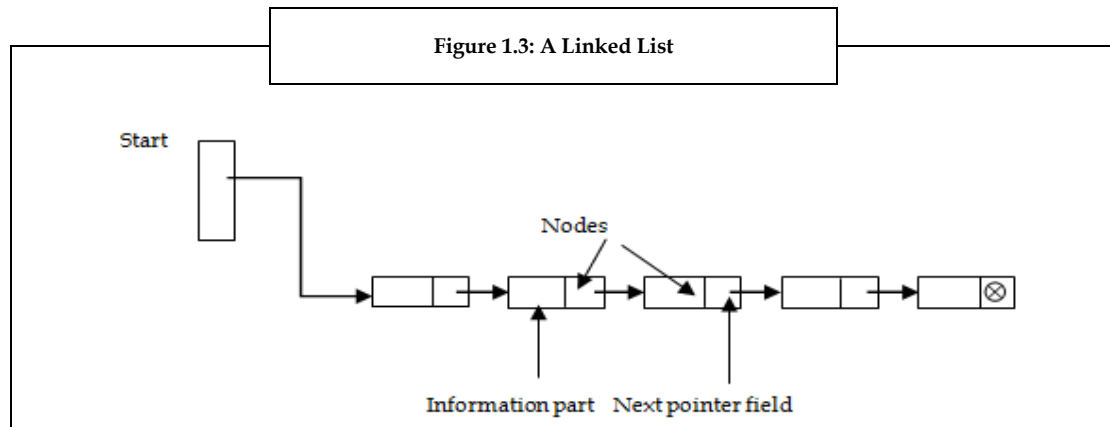 Figure 1.3: A Linked List
Start
Nodes
Information part Next pointer field